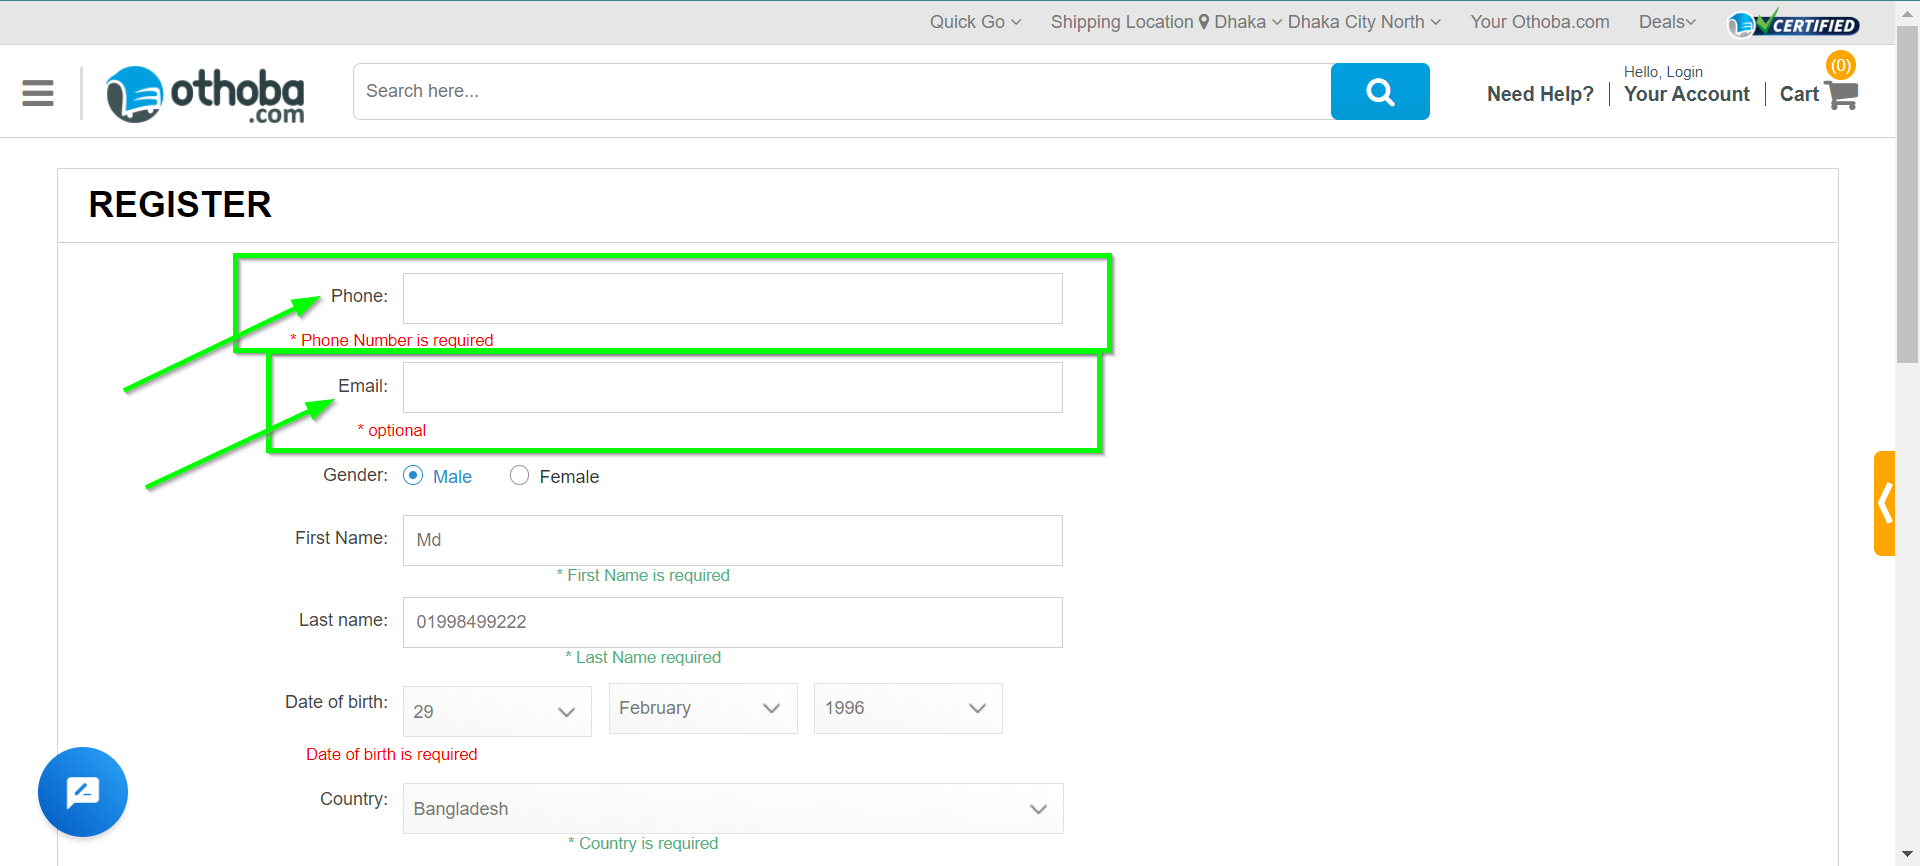 Quick Go Shipping Location Dhaka Dhaka City North Your Othoba.com Deals CERTIFIED
othoba
.com
Search here...
Need Help?
Hello, Login
Your Account
Cart
(0)
REGISTER
Phone:
* Phone Number is required
Email:
* optional
Gender: Male Female
First Name: Md
* First Name is required
Last name: 01998499222
* Last Name required
Date of birth: 29 February 1996
Date of birth is required
Country: Bangladesh
* Country is required